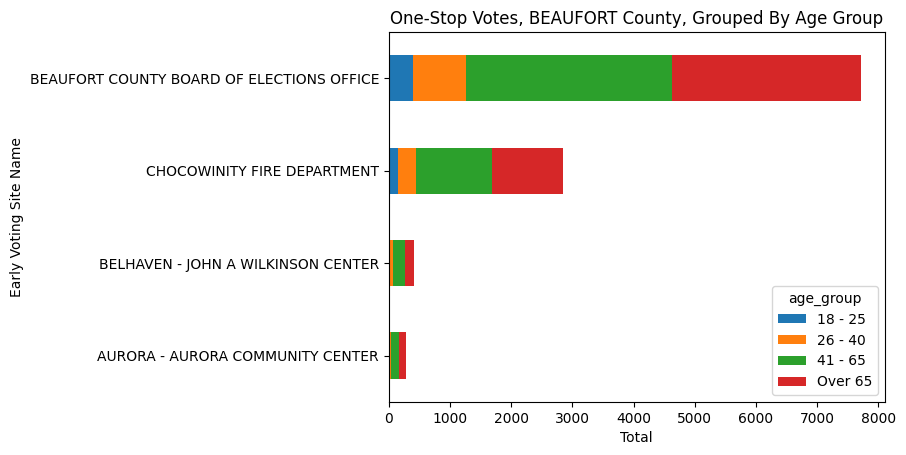 One-Stop Votes, BEAUFORT County, Grouped By Age Group
Early Voting Site Name
BEAUFORT COUNTY BOARD OF ELECTIONS OFFICE
CHOCOWINITY FIRE DEPARTMENT
BELHAVEN - JOHN A WILKINSON CENTER
AURORA - AURORA COMMUNITY CENTER
age_group
18 - 25
26 - 40
41 - 65
Over 65
0 1000 2000 3000 4000 5000 6000 7000 8000
Total